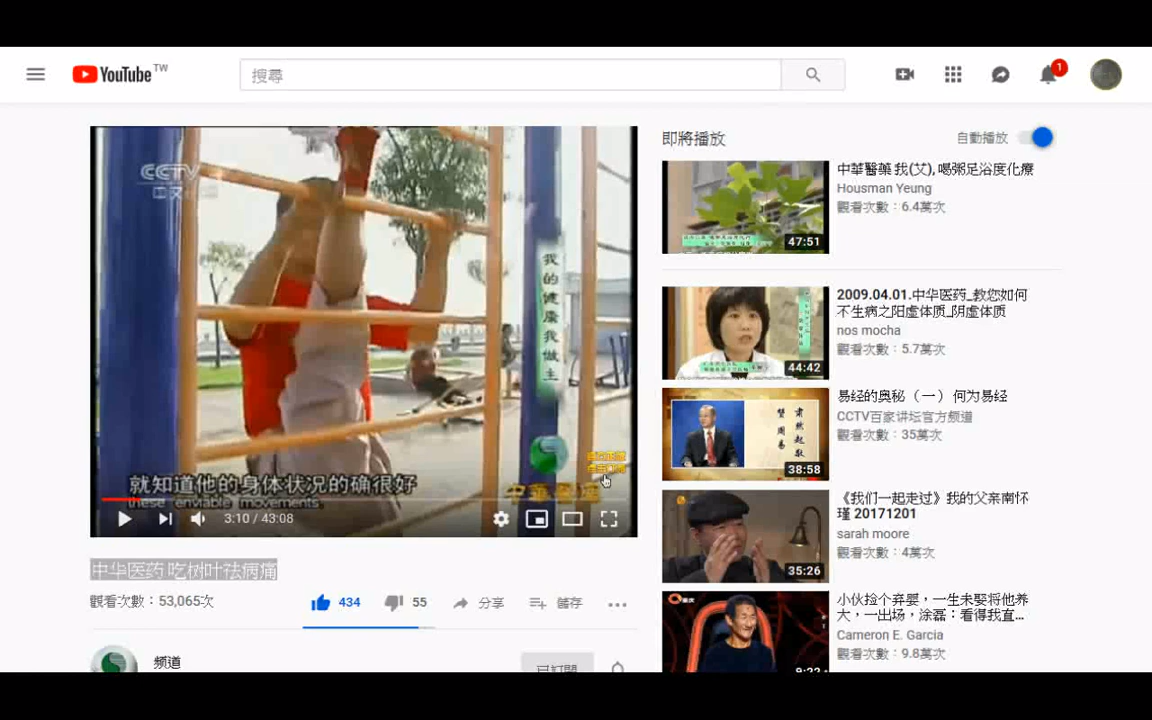 YouTube TW
搜尋
1
CCTV
中文
我的健康我做主
就知道他的身体状况的确很好
these enviable movements.
3:10 / 43:08
中华医药 吃树叶祛病痛
觀看次數：53,065次
434
55
分享
儲存
频道
已訂閱
即將播放
自動播放
47:51
中華醫藥 我(艾), 喝粥足浴度化療
Housman Yeung
觀看次數：6.4萬次
44:42
2009.04.01.中华医药_教您如何
不生病之阳虚体质_阴虚体质
nos mocha
觀看次數：5.7萬次
38:58
易经的奥秘（一） 何为易经
CCTV百家讲坛官方频道
觀看次數：35萬次
35:26
《我们一起走过》我的父亲南怀
瑾 20171201
sarah moore
觀看次數：4萬次
9:22
小伙捡个弃婴，一生未娶将他养
大，一出场，涂磊：看得我直...
Cameron E. Garcia
觀看次數：9.8萬次